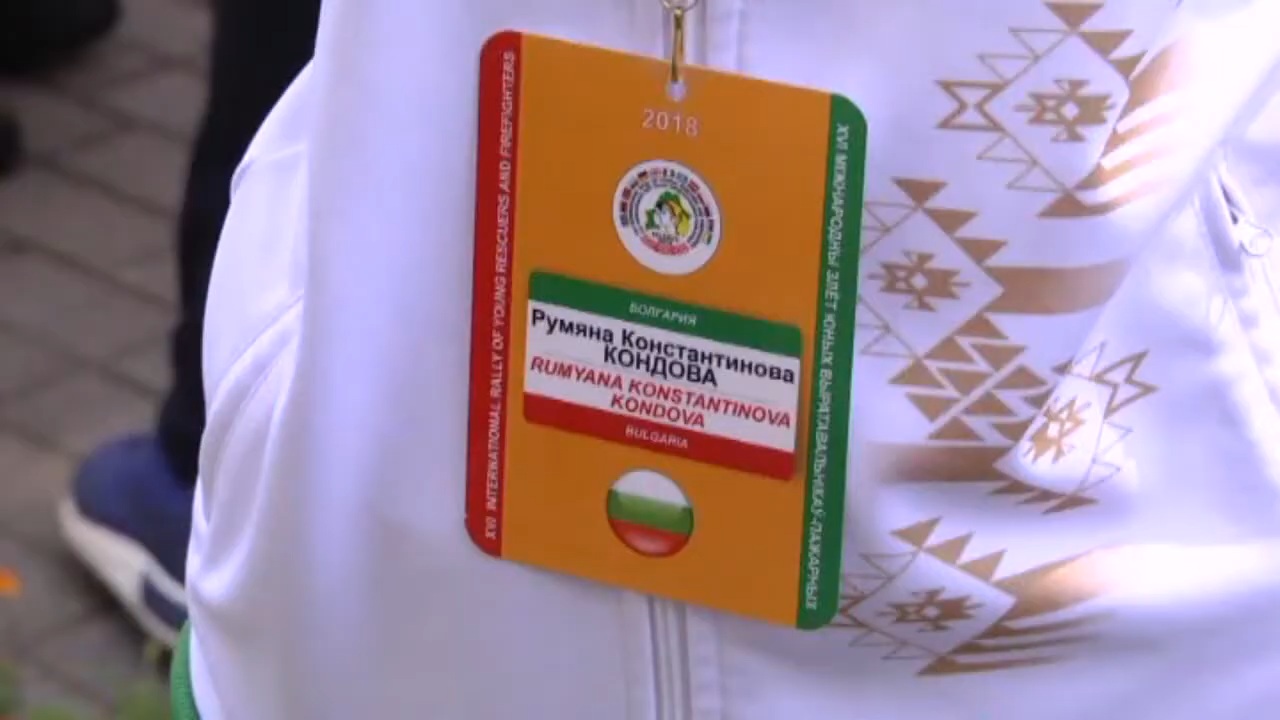 2018
XVI INTERNATIONAL RALLY OF YOUNG RESCUERS AND FIREFIGHTERS
БОЛГАРИЯ
Румяна Константинова
КОНДОВА
RUMYANA KONSTANTINOVA
KONDOVA
BULGARIA
XVI МІЖНАРОДНЫ ЗЛЁТ ЮНЫХ ВЫРАТАВАЛЬНІКАЎ-ПАЖАРНЫХ